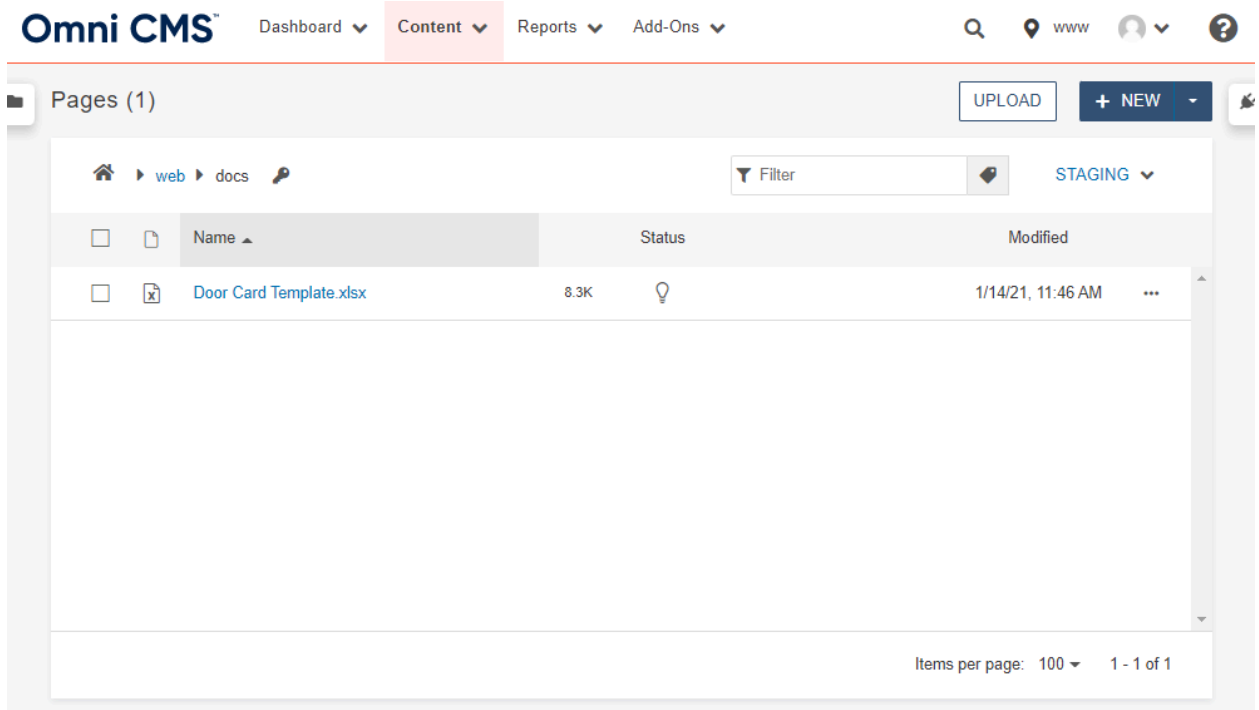 Omni CMS™ Dashboard Content Reports Add-Ons www
Pages (1) UPLOAD + NEW
web docs Filter STAGING
Name Status Modified
Door Card Template.xlsx 8.3K 1/14/21, 11:46 AM •••
Items per page: 100 1 - 1 of 1